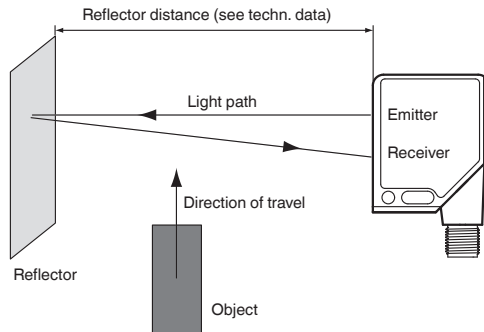 Reflector distance (see techn. data)
Light path
Emitter
Receiver
Direction of travel
Reflector
Object